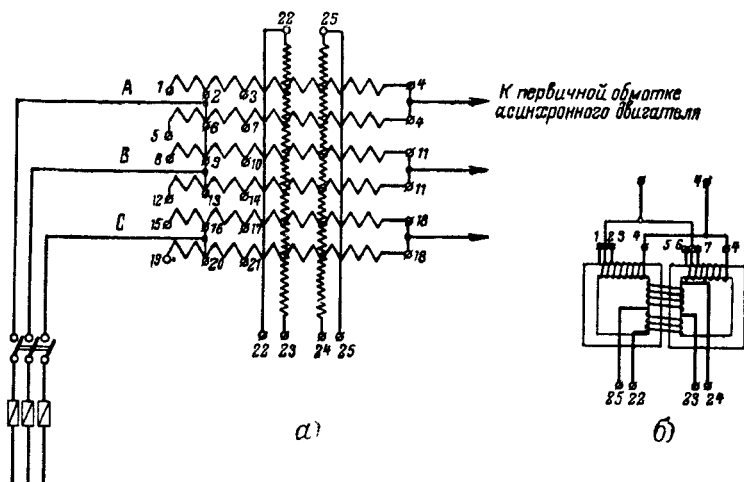 22 25
A 1 2 3 4
К первичной обмотке
асинхронного двигателя
5 6 7 4
B 8 9 10 11
12 13 14 11
C 15 16 17 18
19 20 21 18
22 23 24 25
а)
4
1 2 3 4 5 6 7 4
25 22 23 24
б)